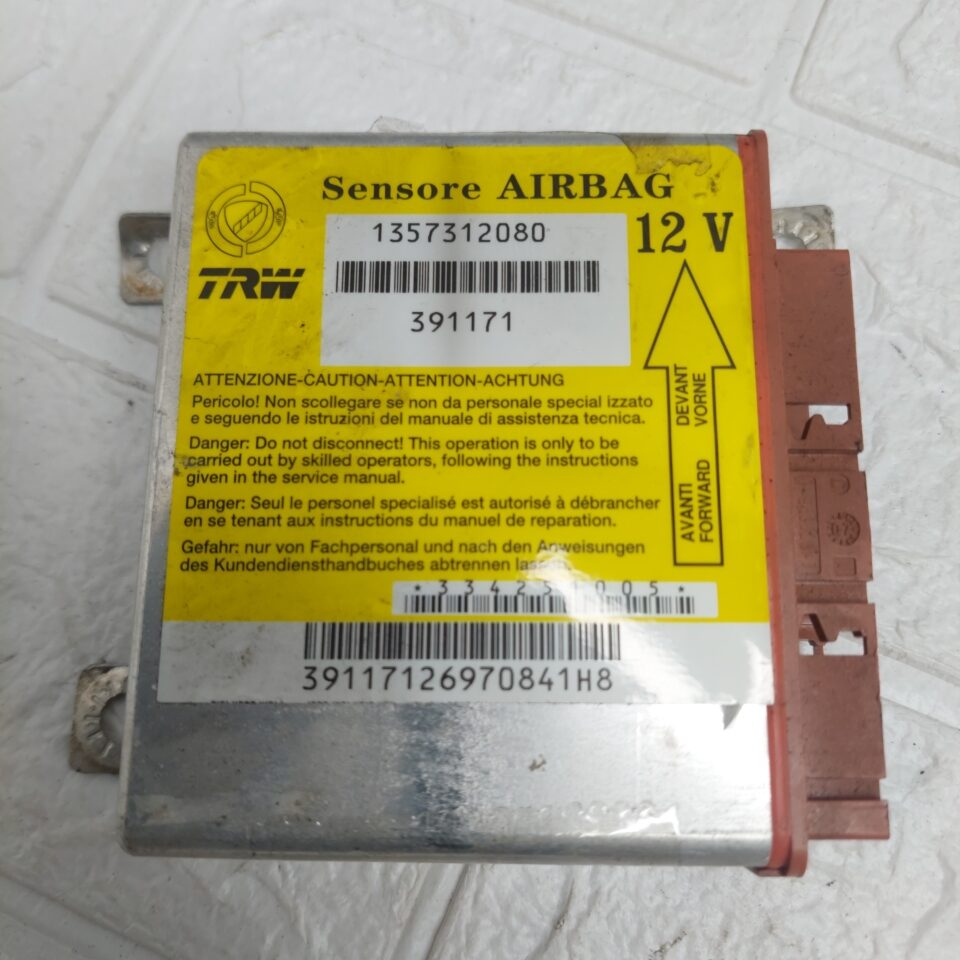 Sensore AIRBAG
12 V
1357312080
TRW
391171
ATTENZIONE-CAUTION-ATTENTION-ACHTUNG
Pericolo! Non scollegare se non da personale special izzato
e seguendo le istruzioni del manuale di assistenza tecnica.
Danger: Do not disconnect! This operation is only to be
carried out by skilled operators, following the instructions
given in the service manual.
Danger: Seul le personel specialisé est autorisé à débrancher
en se tenant aux instructions du manuel de reparation.
Gefahr: nur von Fachpersonal und nach den Anweisungen
des Kundendiensthandbuches abtrennen lassen.
DEVANT
VORNE
AVANTI
FORWARD
39117126970841H8